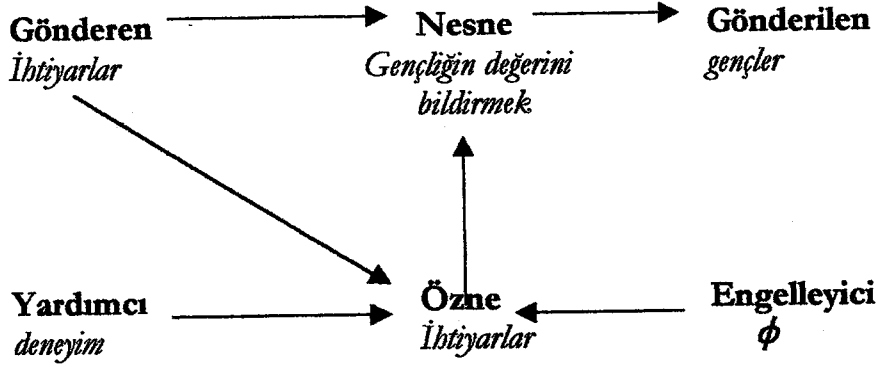 Gönderen
İhtiyarlar
Nesne
Gençliğin değerini
bildirmek
Gönderilen
gençler
Yardımcı
deneyim
Özne
İhtiyarlar
Engelleyici
ϕ